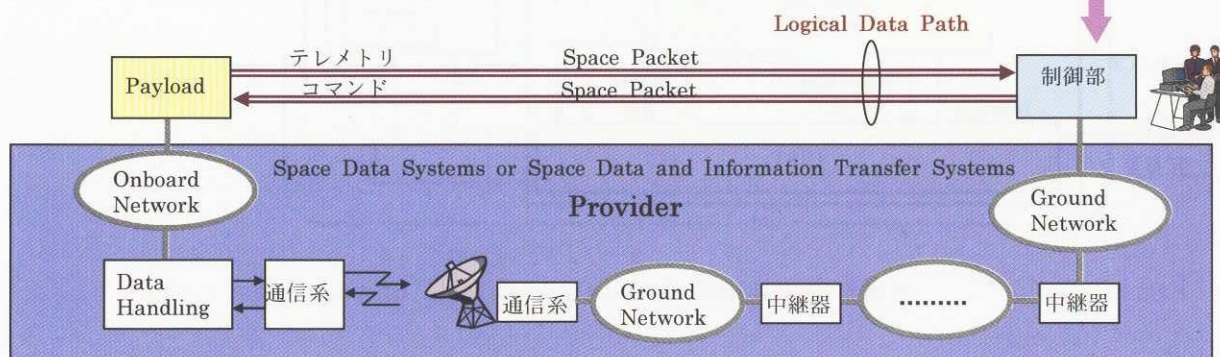 Logical Data Path
テレメトリ Space Packet
Payload
制御部
コマンド Space Packet
Space Data Systems or Space Data and Information Transfer Systems
Onboard
Network
Provider
Ground
Network
Data
Handling
通信系
通信系
Ground
Network
中継器
.........
中継器